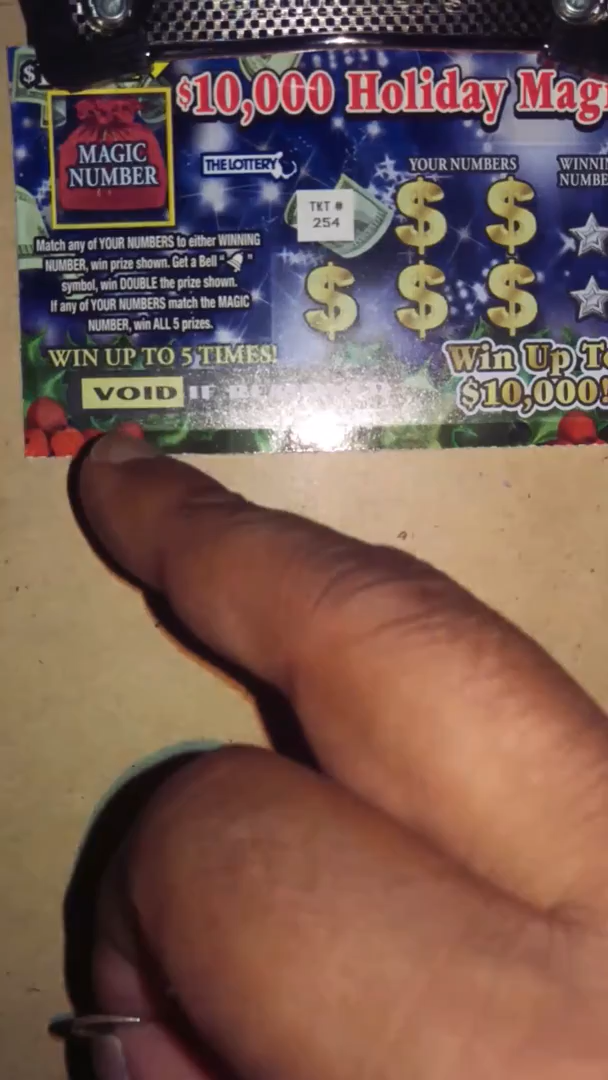 $10,000 Holiday Mag
MAGIC
NUMBER
THE LOTTERY
YOUR NUMBERS
WINNI
NUMBE
TKT #
254
Match any of YOUR NUMBERS to either WINNING
NUMBER, win prize shown. Get a Bell " "
symbol, win DOUBLE the prize shown.
If any of YOUR NUMBERS match the MAGIC
NUMBER, win ALL 5 prizes.
WIN UP TO 5 TIMES!
Win Up To
$10,000!
VOID IF